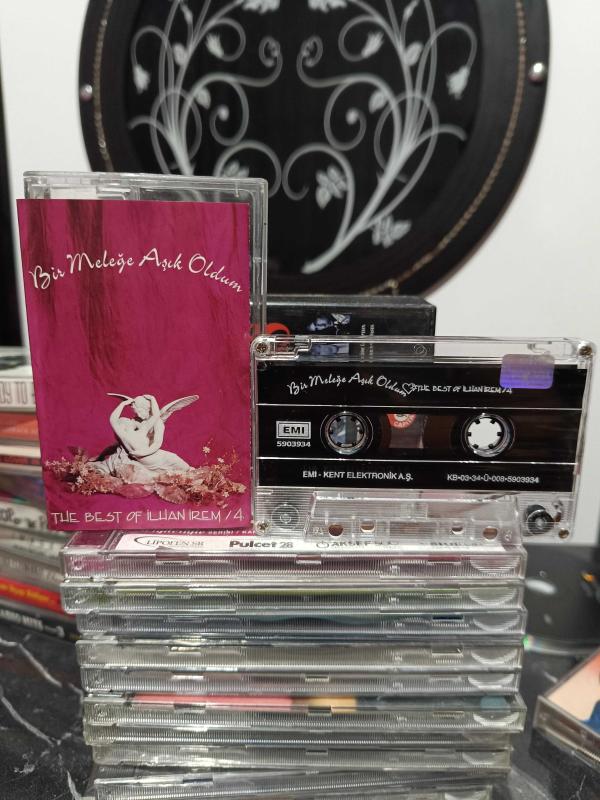 Bir Meleğe Aşık Oldum
THE BEST OF İLHAN İREM / 4
Bir Meleğe Aşık Oldum THE BEST OF İLHAN İREM / 4
EMI
5903934
EMI - KENT ELEKTRONİK A.Ş.
KB-03-34-Ü-008-5903934
Pulcet 28